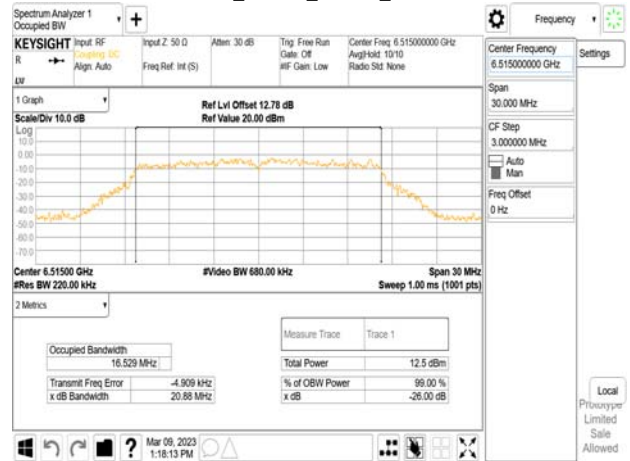 Spectrum Analyzer 1
Occupied BW
Frequency
KEYSIGHT
Input: RF
Coupling: DC
Align: Auto
Input Z: 50 Ω
Freq Ref: Int (S)
Atten: 30 dB
Trig: Free Run
Gate: Off
#IF Gain: Low
Center Freq: 6.515000000 GHz
Avg|Hold: 10/10
Radio Std: None
R
LU
Center Frequency
6.515000000 GHz
Settings
Span
30.000 MHz
CF Step
3.000000 MHz
Auto
Man
Freq Offset
0 Hz
1 Graph
Scale/Div 10.0 dB
Ref Lvl Offset 12.78 dB
Ref Value 20.00 dBm
Log
10.0
0.00
-10.0
-20.0
-30.0
-40.0
-50.0
-60.0
-70.0
Center 6.51500 GHz
#Res BW 220.00 kHz
#Video BW 680.00 kHz
Span 30 MHz
Sweep 1.00 ms (1001 pts)
2 Metrics
Measure Trace
Trace 1
Occupied Bandwidth
16.529 MHz
Total Power
12.5 dBm
Transmit Freq Error
-4.909 kHz
% of OBW Power
99.00 %
x dB Bandwidth
20.88 MHz
x dB
-26.00 dB
Local
Prototype
Limited
Sale
Allowed
Mar 09, 2023
1:18:13 PM